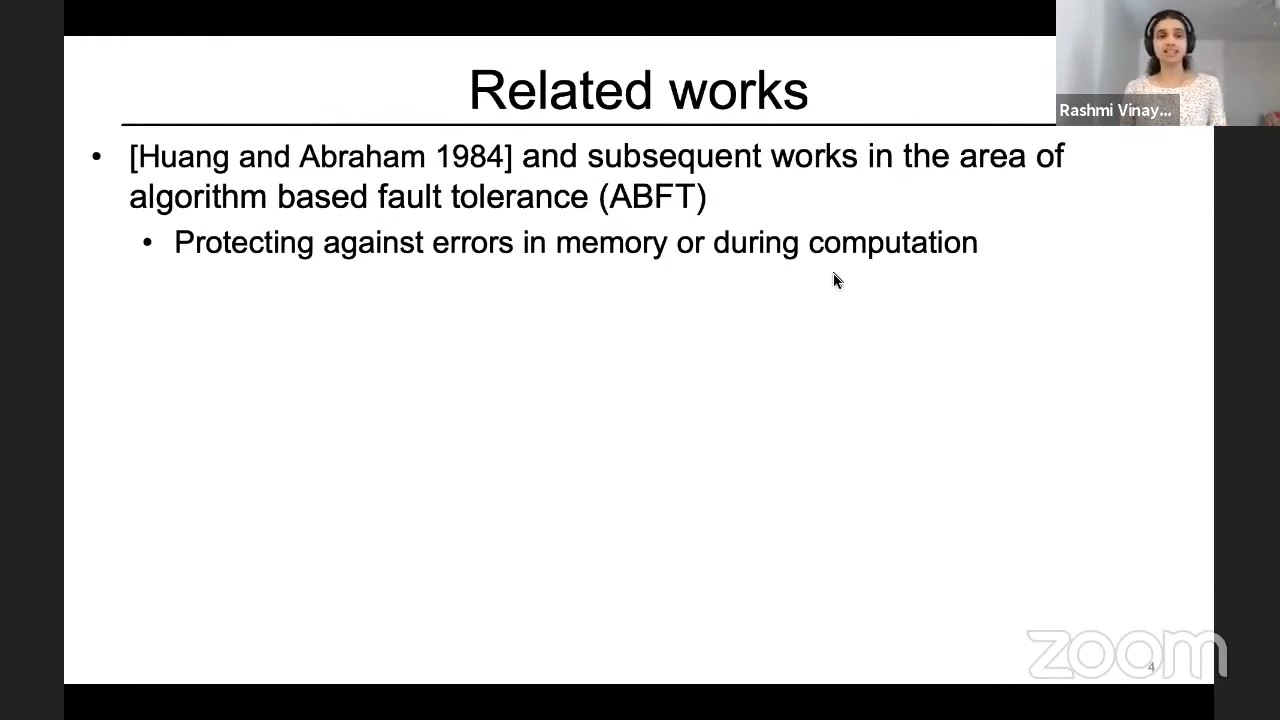 Related works
Rashmi Vinay...
• [Huang and Abraham 1984] and subsequent works in the area of
algorithm based fault tolerance (ABFT)
• Protecting against errors in memory or during computation
zoom
4